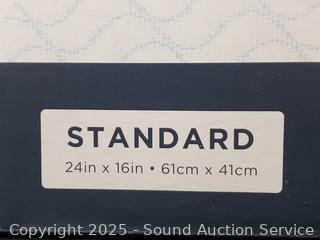 STANDARD
24in x 16in • 61cm x 41cm
Copyright 2025 - Sound Auction Service